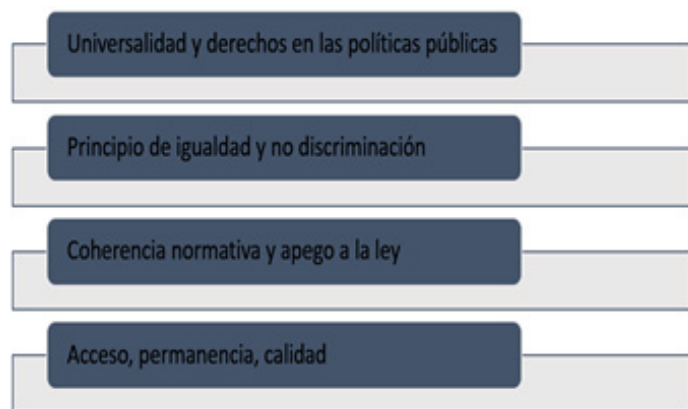 Universalidad y derechos en las políticas públicas
Principio de igualdad y no discriminación
Coherencia normativa y apego a la ley
Acceso, permanencia, calidad